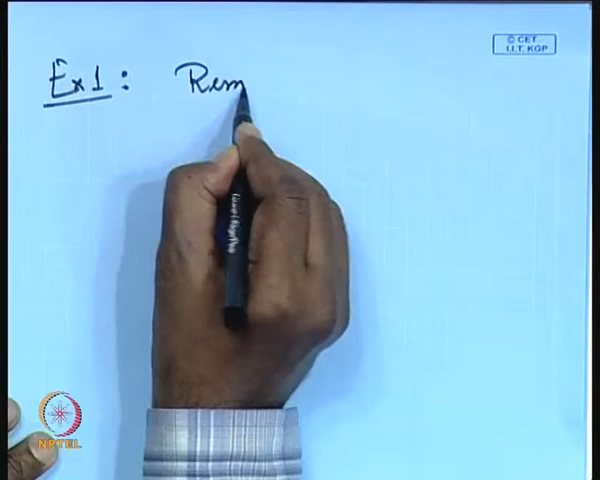 © CET
I.I.T. KGP
Ex 1 : Rem
NPTEL